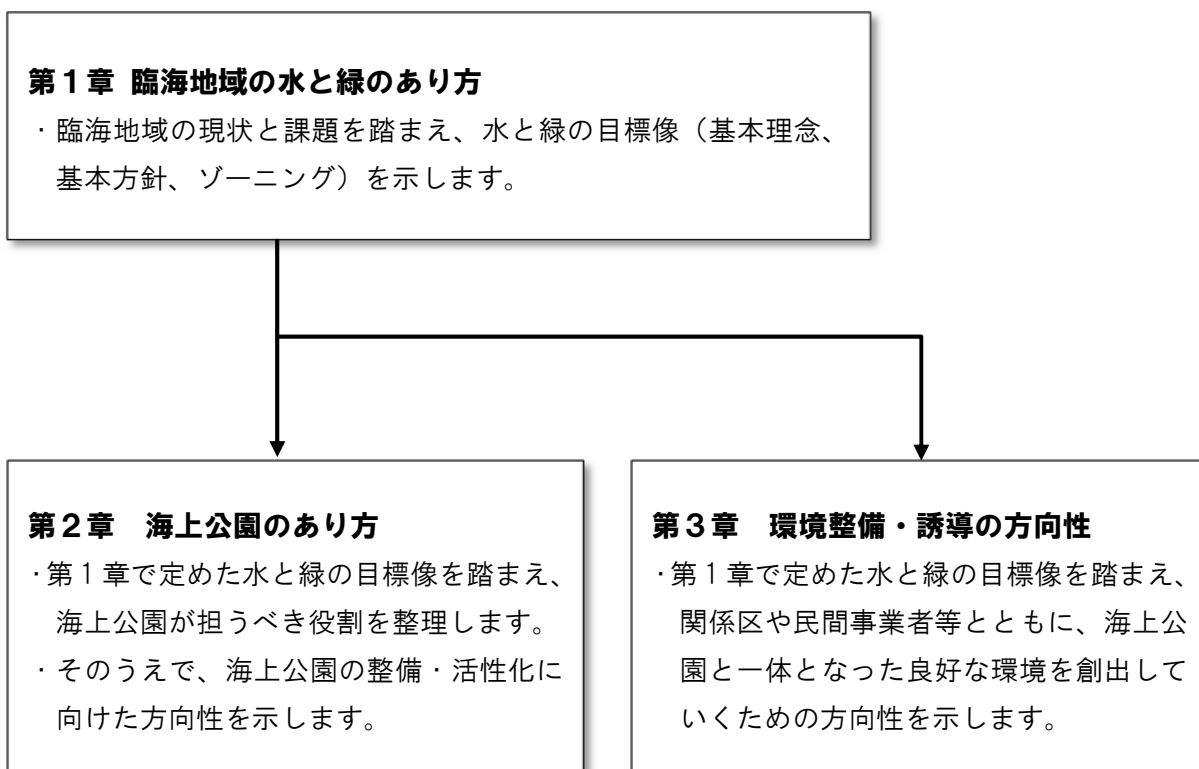 第1章 臨海地域の水と緑のあり方
・臨海地域の現状と課題を踏まえ、水と緑の目標像（基本理念、
基本方針、ゾーニング）を示します。
第2章　海上公園のあり方
・第1章で定めた水と緑の目標像を踏まえ、
海上公園が担うべき役割を整理します。
・そのうえで、海上公園の整備・活性化に
向けた方向性を示します。
第3章　環境整備・誘導の方向性
・第1章で定めた水と緑の目標像を踏まえ、
関係区や民間事業者等とともに、海上公
園と一体となった良好な環境を創出して
いくための方向性を示します。